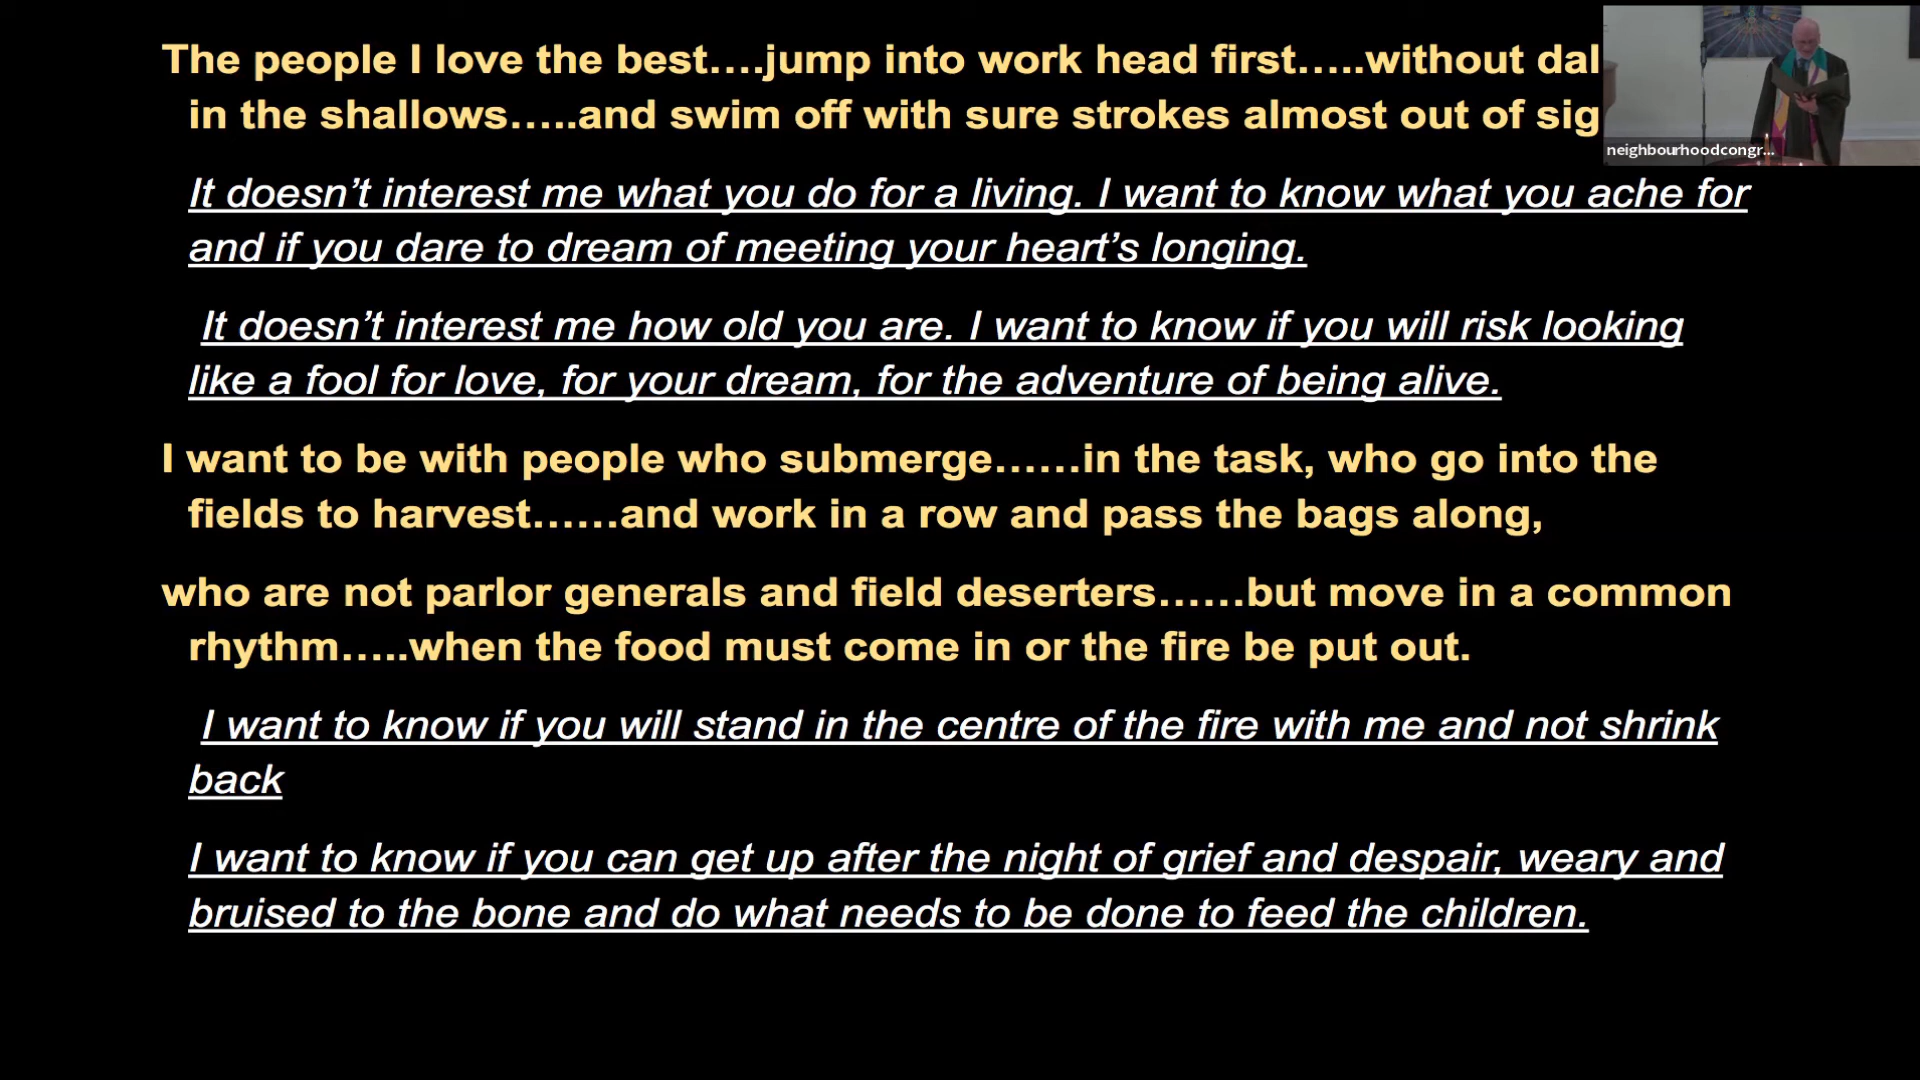 The people I love the best….jump into work head first…..without dal
in the shallows…..and swim off with sure strokes almost out of sig
neighbourhoodcongr...
It doesn’t interest me what you do for a living. I want to know what you ache for
and if you dare to dream of meeting your heart’s longing.
It doesn’t interest me how old you are. I want to know if you will risk looking
like a fool for love, for your dream, for the adventure of being alive.
I want to be with people who submerge……in the task, who go into the
fields to harvest……and work in a row and pass the bags along,
who are not parlor generals and field deserters……but move in a common
rhythm…..when the food must come in or the fire be put out.
I want to know if you will stand in the centre of the fire with me and not shrink
back
I want to know if you can get up after the night of grief and despair, weary and
bruised to the bone and do what needs to be done to feed the children.